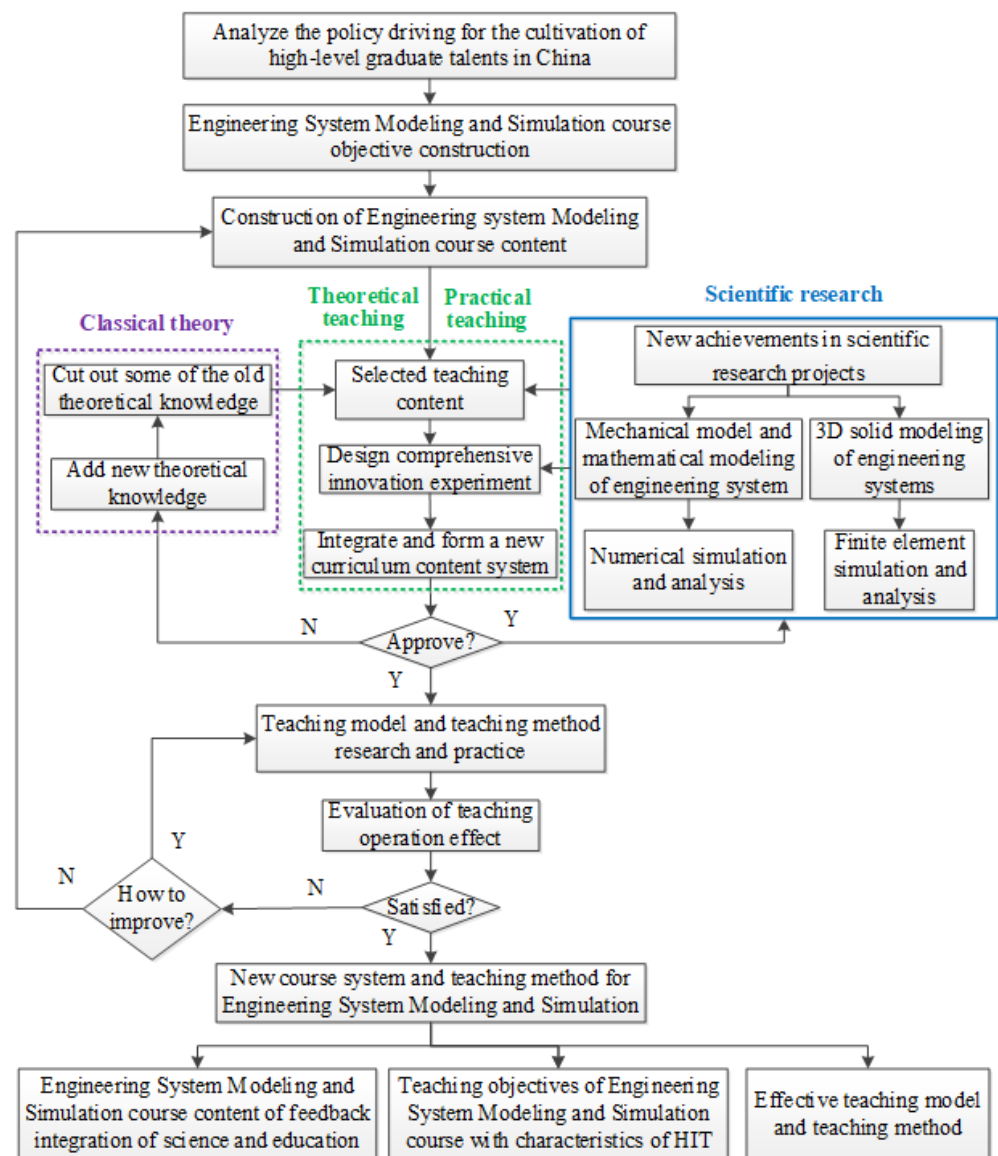 Analyze the policy driving for the cultivation of
high-level graduate talents in China
Engineering System Modeling and Simulation course
objective construction
Construction of Engineering system Modeling
and Simulation course content
Theoretical
teaching
Practical
teaching
Scientific research
Classical theory
New achievements in scientific
research projects
Cut out some of the old
theoretical knowledge
Selected teaching
content
Mechanical model and
mathematical modeling
of engineering system
3D solid modeling
of engineering
systems
Add new theoretical
knowledge
Design comprehensive
innovation experiment
Integrate and form a new
curriculum content system
Numerical simulation
and analysis
Finite element
simulation and
analysis
N
Approve?
Y
Y
Teaching model and teaching method
research and practice
Evaluation of teaching
operation effect
Y
N
How to
improve?
N
Satisfied?
Y
New course system and teaching method for
Engineering System Modeling and Simulation
Engineering System Modeling and
Simulation course content of feedback
integration of science and education
Teaching objectives of Engineering
System Modeling and Simulation
course with characteristics of HIT
Effective teaching model
and teaching method